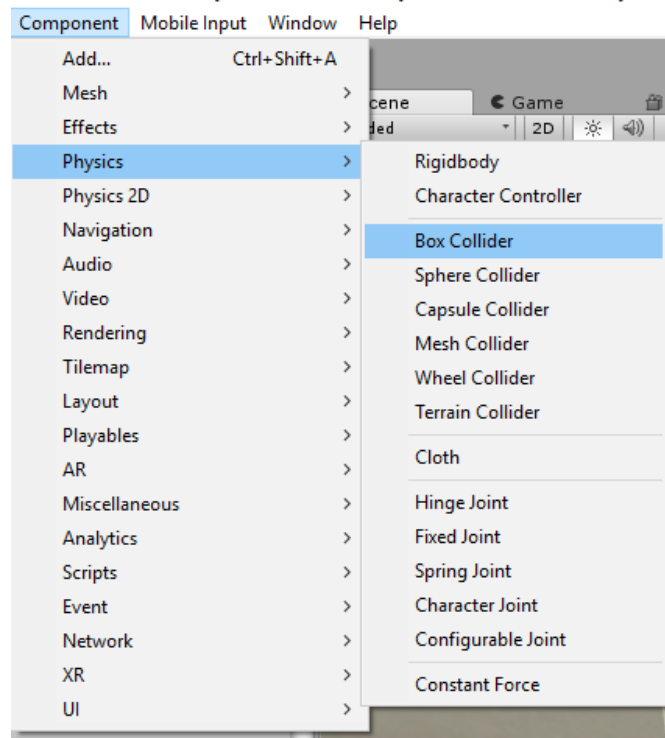 Component Mobile Input Window Help
Add... Ctrl+Shift+A
Mesh
cene Game
Effects
ded 2D
Physics
Physics 2D
Navigation
Audio
Video
Rendering
Tilemap
Layout
Playables
AR
Miscellaneous
Analytics
Scripts
Event
Network
XR
UI
Rigidbody
Character Controller
Box Collider
Sphere Collider
Capsule Collider
Mesh Collider
Wheel Collider
Terrain Collider
Cloth
Hinge Joint
Fixed Joint
Spring Joint
Character Joint
Configurable Joint
Constant Force